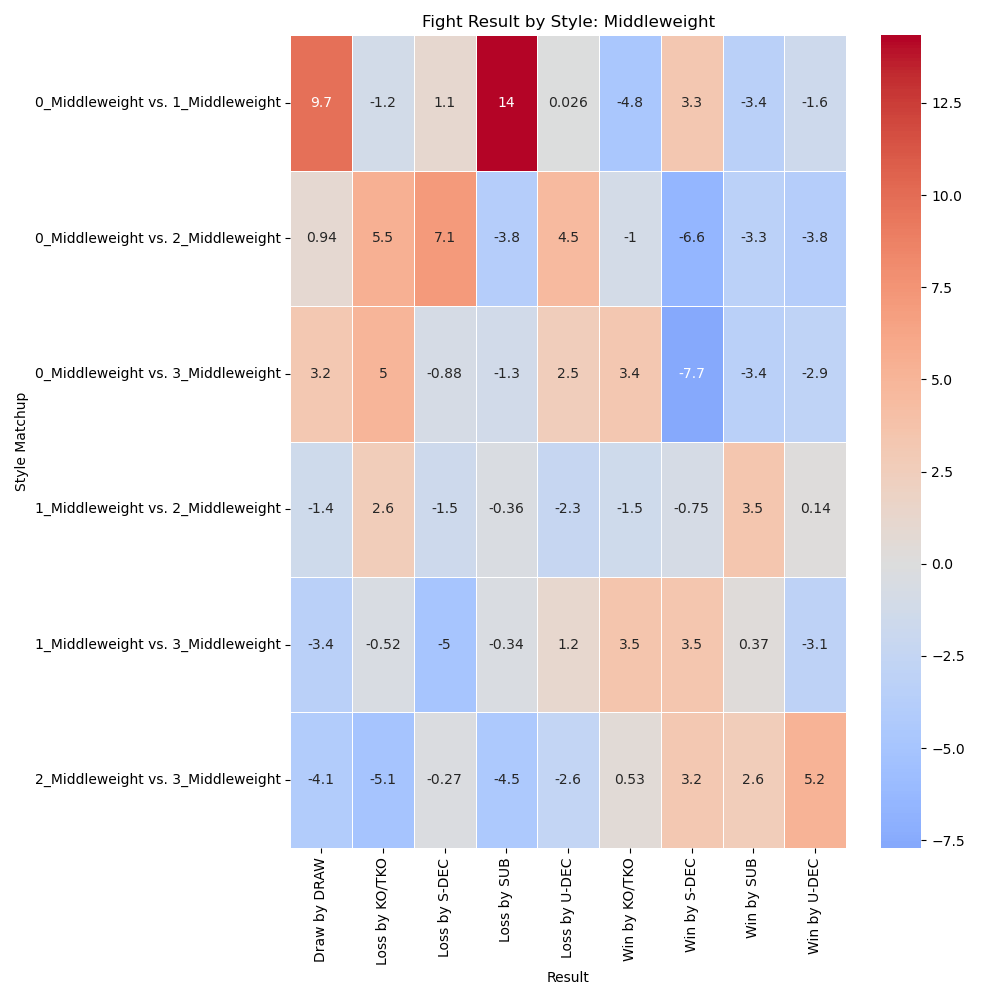 Fight Result by Style: Middleweight
Style Matchup
0_Middleweight vs. 1_Middleweight 9.7 -1.2 1.1 14 0.026 -4.8 3.3 -3.4 -1.6
0_Middleweight vs. 2_Middleweight 0.94 5.5 7.1 -3.8 4.5 -1 -6.6 -3.3 -3.8
0_Middleweight vs. 3_Middleweight 3.2 5 -0.88 -1.3 2.5 3.4 -7.7 -3.4 -2.9
1_Middleweight vs. 2_Middleweight -1.4 2.6 -1.5 -0.36 -2.3 -1.5 -0.75 3.5 0.14
1_Middleweight vs. 3_Middleweight -3.4 -0.52 -5 -0.34 1.2 3.5 3.5 0.37 -3.1
2_Middleweight vs. 3_Middleweight -4.1 -5.1 -0.27 -4.5 -2.6 0.53 3.2 2.6 5.2
Draw by DRAW
Loss by KO/TKO
Loss by S-DEC
Loss by SUB
Loss by U-DEC
Win by KO/TKO
Win by S-DEC
Win by SUB
Win by U-DEC
Result
12.5
10.0
7.5
5.0
2.5
0.0
−2.5
−5.0
−7.5